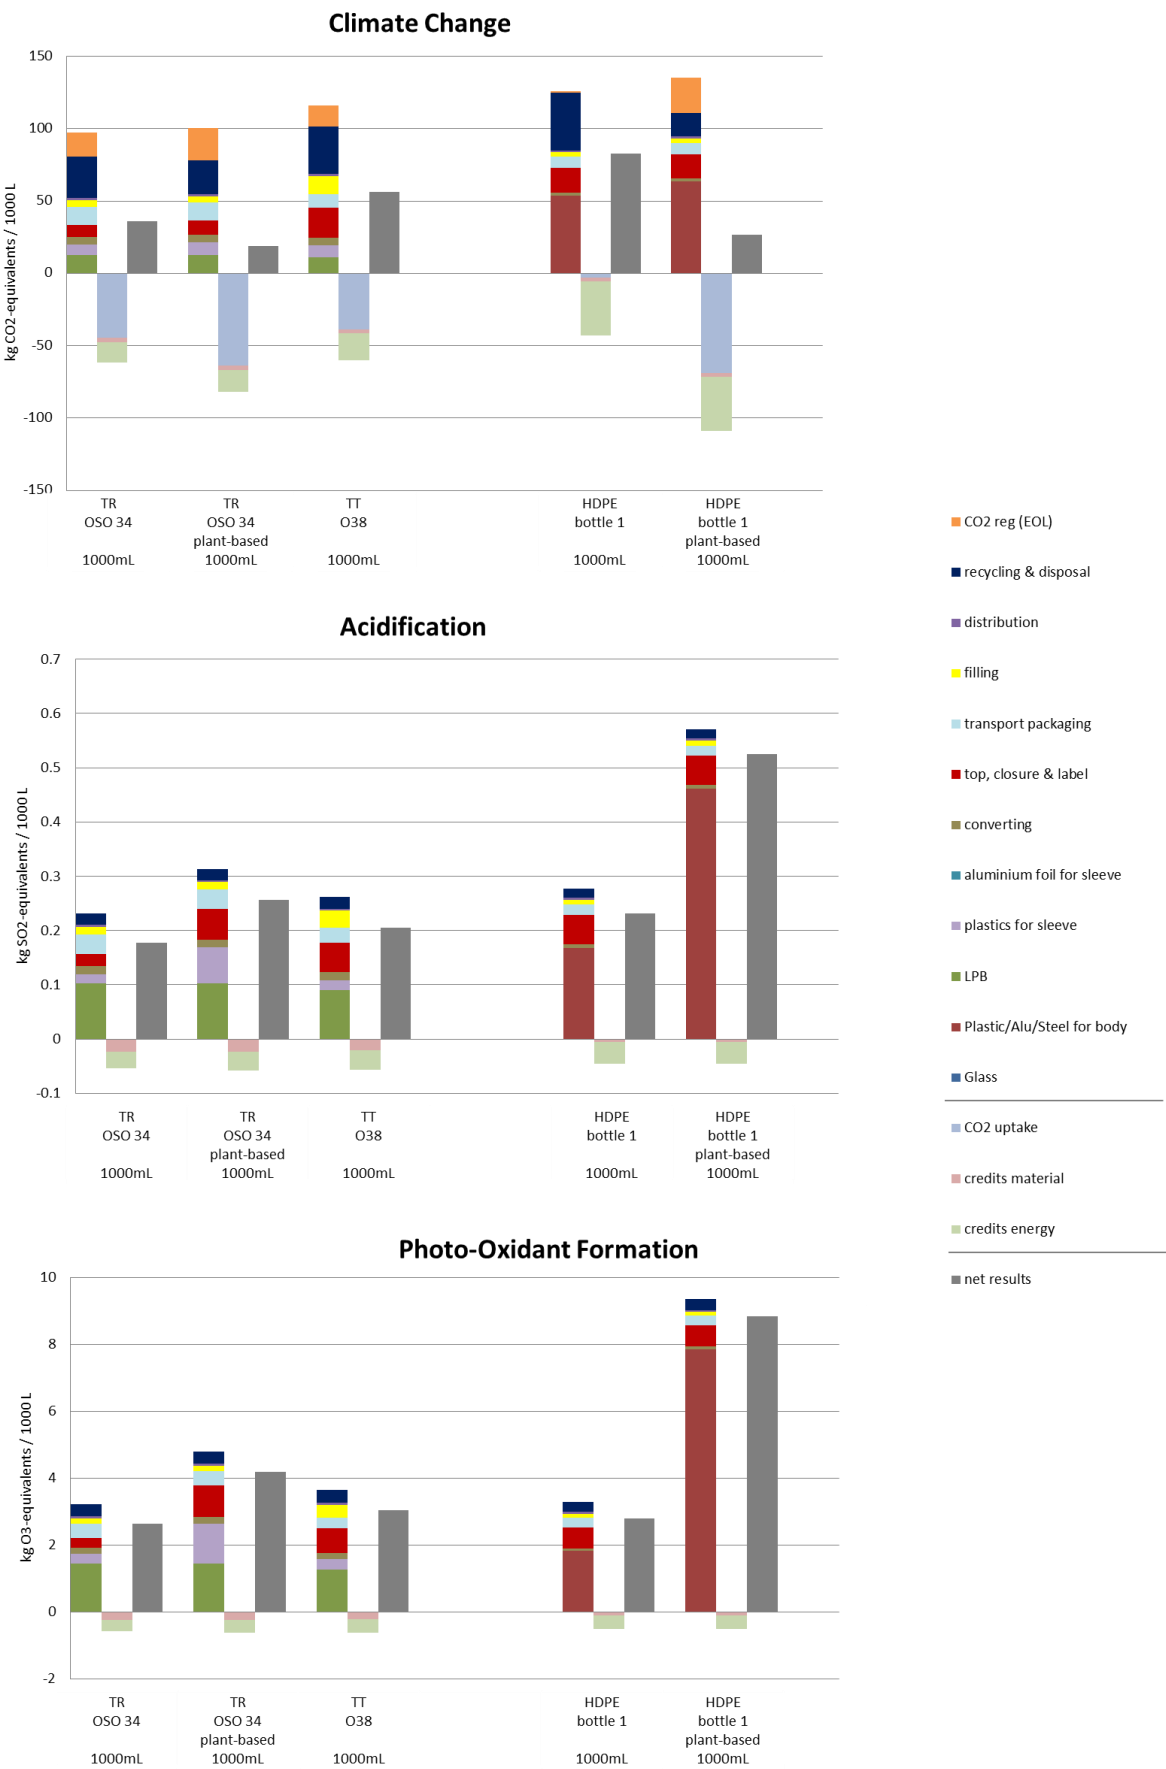 Climate Change
kg CO2-equivalents / 1000 L
150
100
50
0
-50
-100
-150
TR
OSO 34
1000mL
TR
OSO 34
plant-based
1000mL
TT
O38
1000mL
HDPE
bottle 1
1000mL
HDPE
bottle 1
plant-based
1000mL
Acidification
kg SO2-equivalents / 1000 L
0.7
0.6
0.5
0.4
0.3
0.2
0.1
0
-0.1
TR
OSO 34
1000mL
TR
OSO 34
plant-based
1000mL
TT
O38
1000mL
HDPE
bottle 1
1000mL
HDPE
bottle 1
plant-based
1000mL
Photo-Oxidant Formation
kg O3-equivalents / 1000 L
10
8
6
4
2
0
-2
TR
OSO 34
1000mL
TR
OSO 34
plant-based
1000mL
TT
O38
1000mL
HDPE
bottle 1
1000mL
HDPE
bottle 1
plant-based
1000mL
CO2 reg (EOL)
recycling & disposal
distribution
filling
transport packaging
top, closure & label
converting
aluminium foil for sleeve
plastics for sleeve
LPB
Plastic/Alu/Steel for body
Glass
CO2 uptake
credits material
credits energy
net results